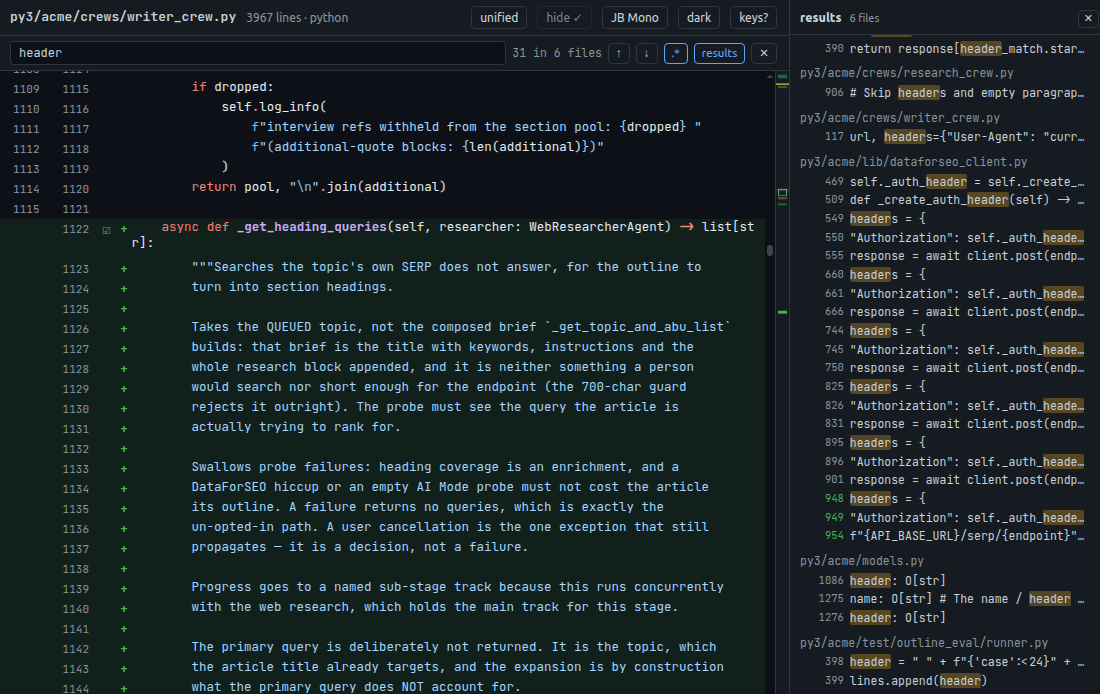 py3/acme/crews/writer_crew.py 3967 lines · python unified hide ✓ JB Mono dark keys?
header 31 in 6 files ↑ ↓ .* results ✕
1109 1115 if dropped:
1110 1116 self.log_info(
1111 1117 f"interview refs withheld from the section pool: {dropped} "
1112 1118 f"(additional-quote blocks: {len(additional)})"
1113 1119 )
1114 1120 return pool, "\n".join(additional)
1115 1121
1122 ☑ + async def _get_heading_queries(self, researcher: WebResearcherAgent) → list[st
r]:
1123 + """Searches the topic's own SERP does not answer, for the outline to
1124 + turn into section headings.
1125 +
1126 + Takes the QUEUED topic, not the composed brief `_get_topic_and_abu_list`
1127 + builds: that brief is the title with keywords, instructions and the
1128 + whole research block appended, and it is neither something a person
1129 + would search nor short enough for the endpoint (the 700-char guard
1130 + rejects it outright). The probe must see the query the article is
1131 + actually trying to rank for.
1132 +
1133 + Swallows probe failures: heading coverage is an enrichment, and a
1134 + DataForSEO hiccup or an empty AI Mode probe must not cost the article
1135 + its outline. A failure returns no queries, which is exactly the
1136 + un-opted-in path. A user cancellation is the one exception that still
1137 + propagates — it is a decision, not a failure.
1138 +
1139 + Progress goes to a named sub-stage track because this runs concurrently
1140 + with the web research, which holds the main track for this stage.
1141 +
1142 + The primary query is deliberately not returned. It is the topic, which
1143 + the article title already targets, and the expansion is by construction
1144 what the primary query does NOT account for.
results 6 files ✕
390 return response[header_match.star…
py3/acme/crews/research_crew.py
906 # Skip headers and empty paragrap…
py3/acme/crews/writer_crew.py
117 url, headers={"User-Agent": "curr…
py3/acme/lib/dataforseo_client.py
469 self._auth_header = self._create_…
509 def _create_auth_header(self) → …
549 headers = {
550 "Authorization": self._auth_heade…
555 response = await client.post(endp…
660 headers = {
661 "Authorization": self._auth_heade…
666 response = await client.post(endp…
744 headers = {
745 "Authorization": self._auth_heade…
750 response = await client.post(endp…
825 headers = {
826 "Authorization": self._auth_heade…
831 response = await client.post(endp…
895 headers = {
896 "Authorization": self._auth_heade…
901 response = await client.post(endp…
948 headers = {
949 "Authorization": self._auth_heade…
954 f"{API_BASE_URL}/serp/{endpoint}"…
py3/acme/models.py
1086 header: O[str]
1275 name: O[str] # The name / header …
1276 header: O[str]
py3/acme/test/outline_eval/runner.py
398 header = " " + f"{'case':<24}" + …
399 lines.append(header)